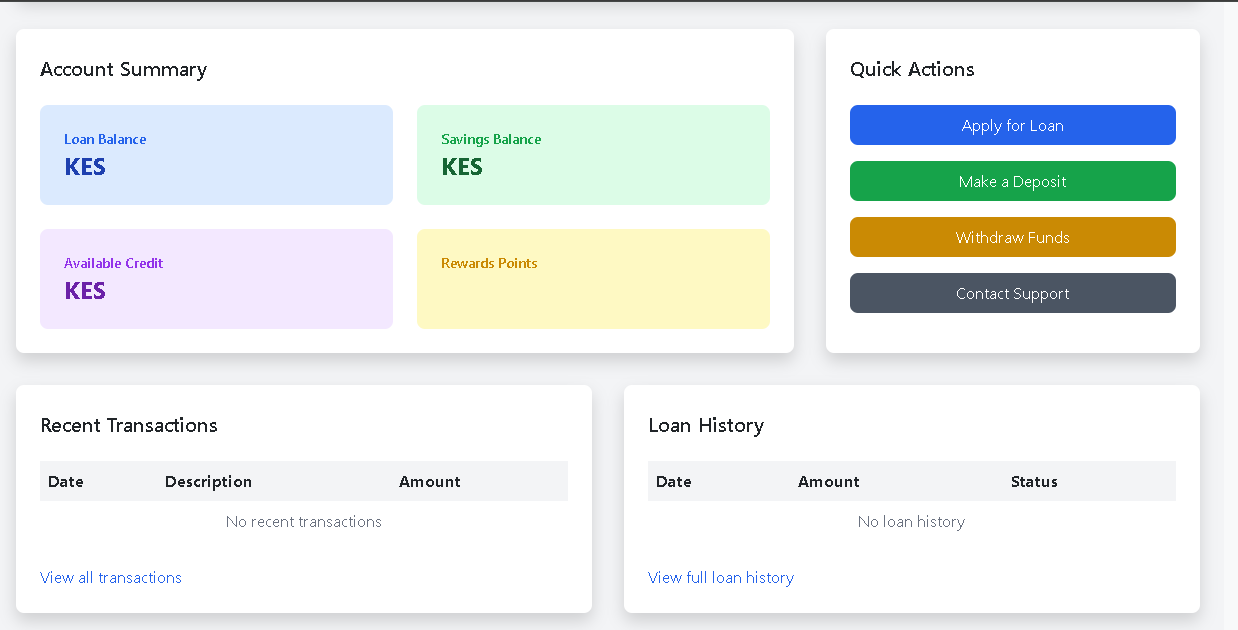 Account Summary
Loan Balance
KES
Savings Balance
KES
Available Credit
KES
Rewards Points
Quick Actions
Apply for Loan
Make a Deposit
Withdraw Funds
Contact Support
Recent Transactions
Date Description Amount
No recent transactions
View all transactions
Loan History
Date Amount Status
No loan history
View full loan history